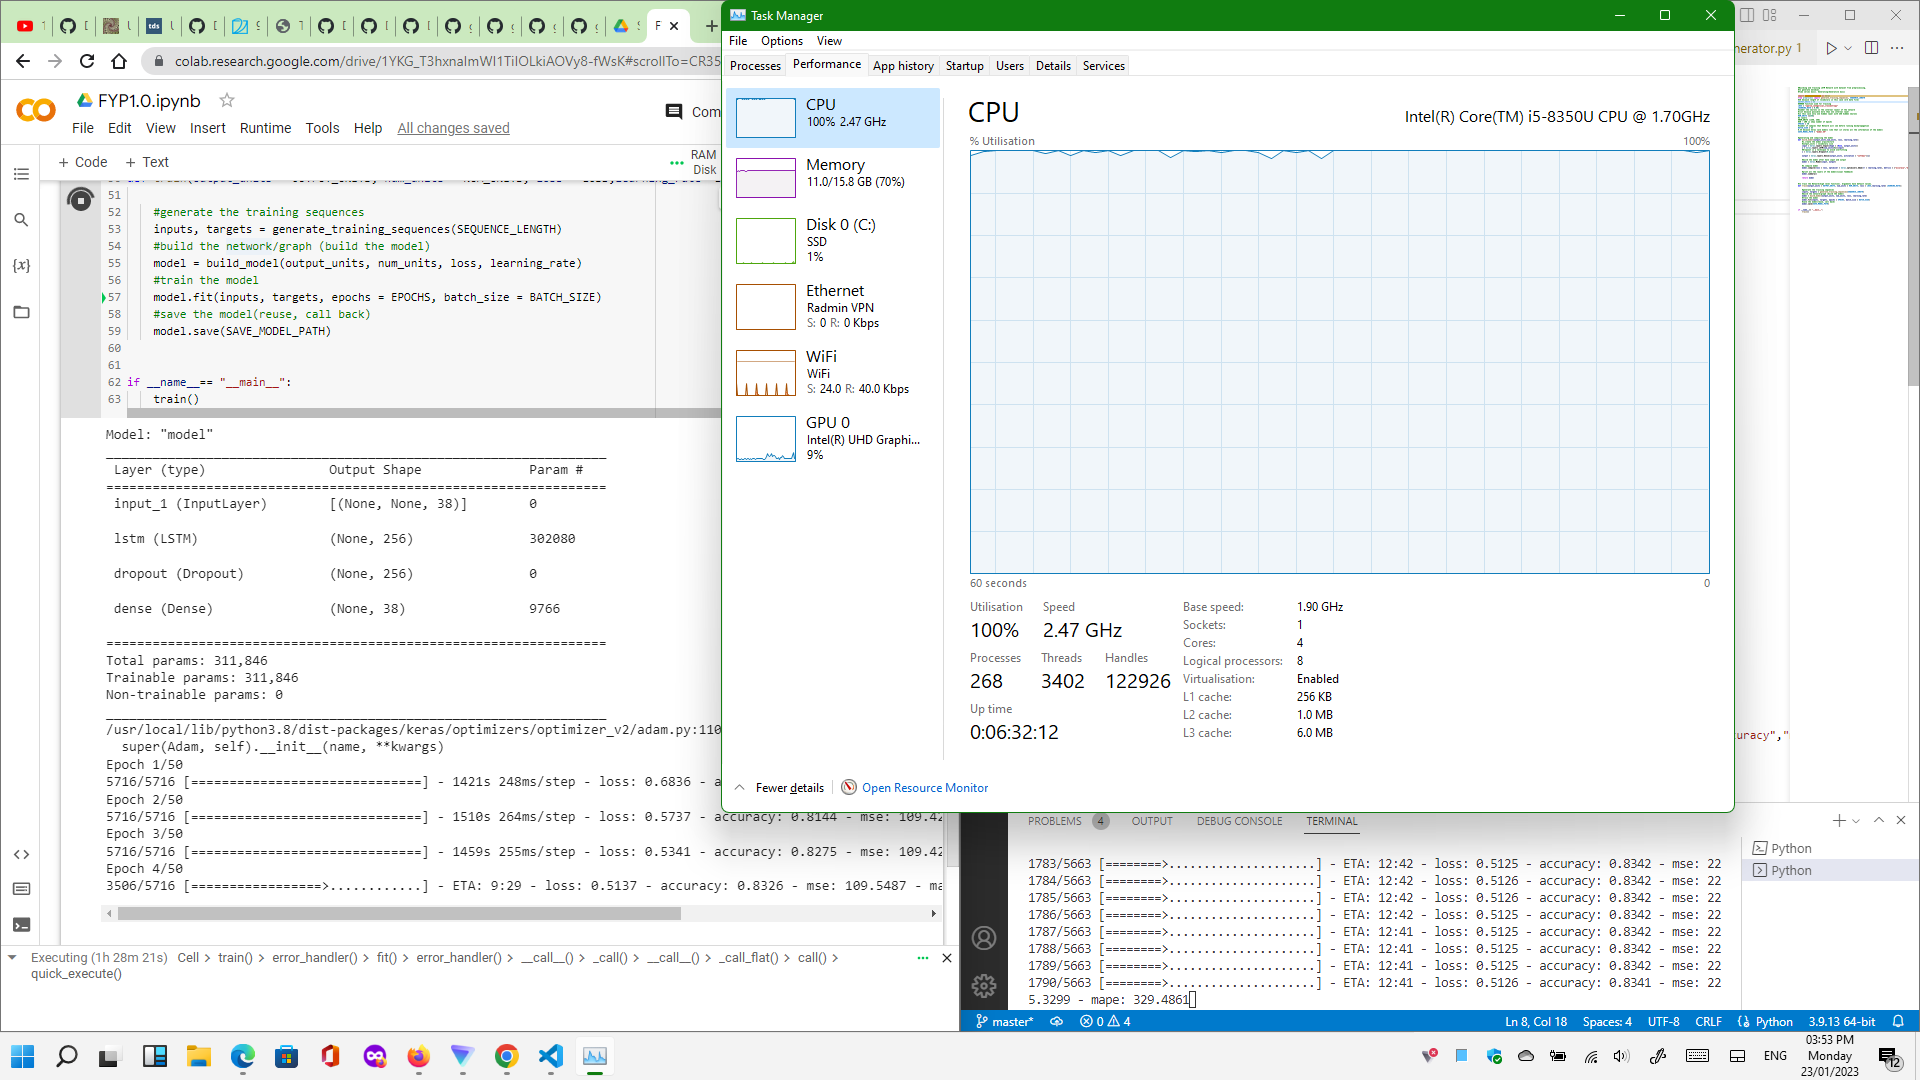 colab.research.google.com/drive/1YKG_T3hxnaImWI1TiIOLkiAOVy8-fWsK#scrollTo=CR35
FYP1.0.ipynb
File Edit View Insert Runtime Tools Help All changes saved
Com
+ Code + Text
RAM
Disk
51
52 #generate the training sequences
53 inputs, targets = generate_training_sequences(SEQUENCE_LENGTH)
54 #build the network/graph (build the model)
55 model = build_model(output_units, num_units, loss, learning_rate)
56 #train the model
57 model.fit(inputs, targets, epochs = EPOCHS, batch_size = BATCH_SIZE)
58 #save the model(reuse, call back)
59 model.save(SAVE_MODEL_PATH)
60
61
62 if __name__== "__main__":
63 train()
Model: "model"
Layer (type) Output Shape Param #
input_1 (InputLayer) [(None, None, 38)] 0
lstm (LSTM) (None, 256) 302080
dropout (Dropout) (None, 256) 0
dense (Dense) (None, 38) 9766
Total params: 311,846
Trainable params: 311,846
Non-trainable params: 0
/usr/local/lib/python3.8/dist-packages/keras/optimizers/optimizer_v2/adam.py:110
super(Adam, self).__init__(name, **kwargs)
Epoch 1/50
5716/5716 [==============================] - 1421s 248ms/step - loss: 0.6836 - a
Epoch 2/50
5716/5716 [==============================] - 1510s 264ms/step - loss: 0.5737 - accuracy: 0.8144 - mse: 109.42
Epoch 3/50
5716/5716 [==============================] - 1459s 255ms/step - loss: 0.5341 - accuracy: 0.8275 - mse: 109.42
Epoch 4/50
3506/5716 [=================>............] - ETA: 9:29 - loss: 0.5137 - accuracy: 0.8326 - mse: 109.5487 - ma
Executing (1h 28m 21s) Cell > train() > error_handler() > fit() > error_handler() > __call__() > _call() > __call__() > _call_flat() > call() >
quick_execute()
Task Manager
File Options View
Processes Performance App history Startup Users Details Services
CPU
100% 2.47 GHz
Memory
11.0/15.8 GB (70%)
Disk 0 (C:)
SSD
1%
Ethernet
Radmin VPN
S: 0 R: 0 Kbps
WiFi
WiFi
S: 24.0 R: 40.0 Kbps
GPU 0
Intel(R) UHD Graphi...
9%
CPU
Intel(R) Core(TM) i5-8350U CPU @ 1.70GHz
% Utilisation 100%
60 seconds 0
Utilisation Speed
100% 2.47 GHz
Processes Threads Handles
268 3402 122926
Up time
0:06:32:12
Base speed: 1.90 GHz
Sockets: 1
Cores: 4
Logical processors: 8
Virtualisation: Enabled
L1 cache: 256 KB
L2 cache: 1.0 MB
L3 cache: 6.0 MB
Fewer details Open Resource Monitor
nerator.py 1
uracy","
PROBLEMS 4 OUTPUT DEBUG CONSOLE TERMINAL
Python
Python
1783/5663 [========>.....................] - ETA: 12:42 - loss: 0.5125 - accuracy: 0.8342 - mse: 22
1784/5663 [========>.....................] - ETA: 12:42 - loss: 0.5126 - accuracy: 0.8342 - mse: 22
1785/5663 [========>.....................] - ETA: 12:42 - loss: 0.5126 - accuracy: 0.8342 - mse: 22
1786/5663 [========>.....................] - ETA: 12:42 - loss: 0.5125 - accuracy: 0.8342 - mse: 22
1787/5663 [========>.....................] - ETA: 12:41 - loss: 0.5125 - accuracy: 0.8342 - mse: 22
1788/5663 [========>.....................] - ETA: 12:41 - loss: 0.5125 - accuracy: 0.8342 - mse: 22
1789/5663 [========>.....................] - ETA: 12:41 - loss: 0.5125 - accuracy: 0.8342 - mse: 22
1790/5663 [========>.....................] - ETA: 12:41 - loss: 0.5126 - accuracy: 0.8341 - mse: 22
5.3299 - mape: 329.4861
master* 0 4 Ln 8, Col 18 Spaces: 4 UTF-8 CRLF Python 3.9.13 64-bit
ENG
03:53 PM
Monday
23/01/2023
12